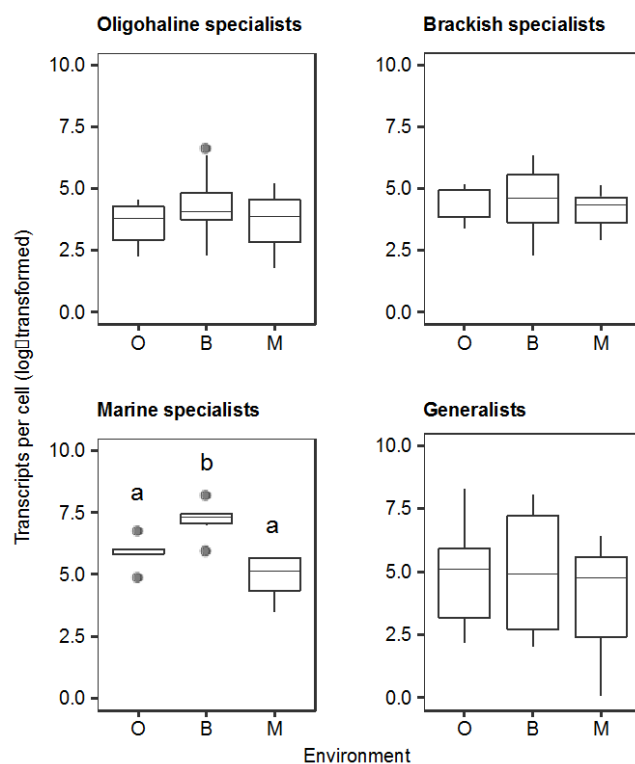 Oligohaline specialists
Brackish specialists
10.0
7.5
5.0
2.5
0.0
O B M
10.0
7.5
5.0
2.5
0.0
O B M
Transcripts per cell (log□transformed)
Marine specialists
Generalists
10.0
7.5
5.0
2.5
0.0
a b a
O B M
10.0
7.5
5.0
2.5
0.0
O B M
Environment